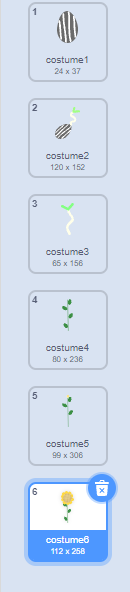 1
costume1
24 x 37
2
costume2
120 x 152
3
costume3
65 x 156
4
costume4
80 x 236
5
costume5
99 x 306
6
costume6
112 x 258